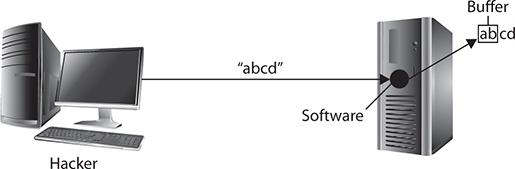 Buffer
abcd
“abcd”
Software
Hacker